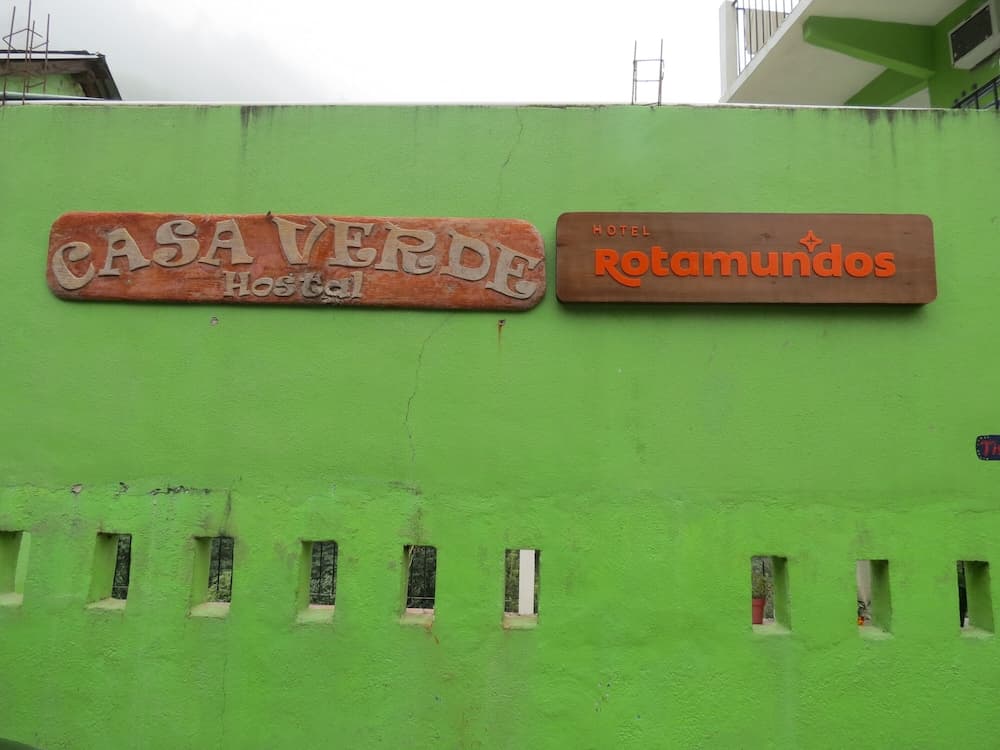 CASA VERDE
Hostal
HOTEL
Rotamundos